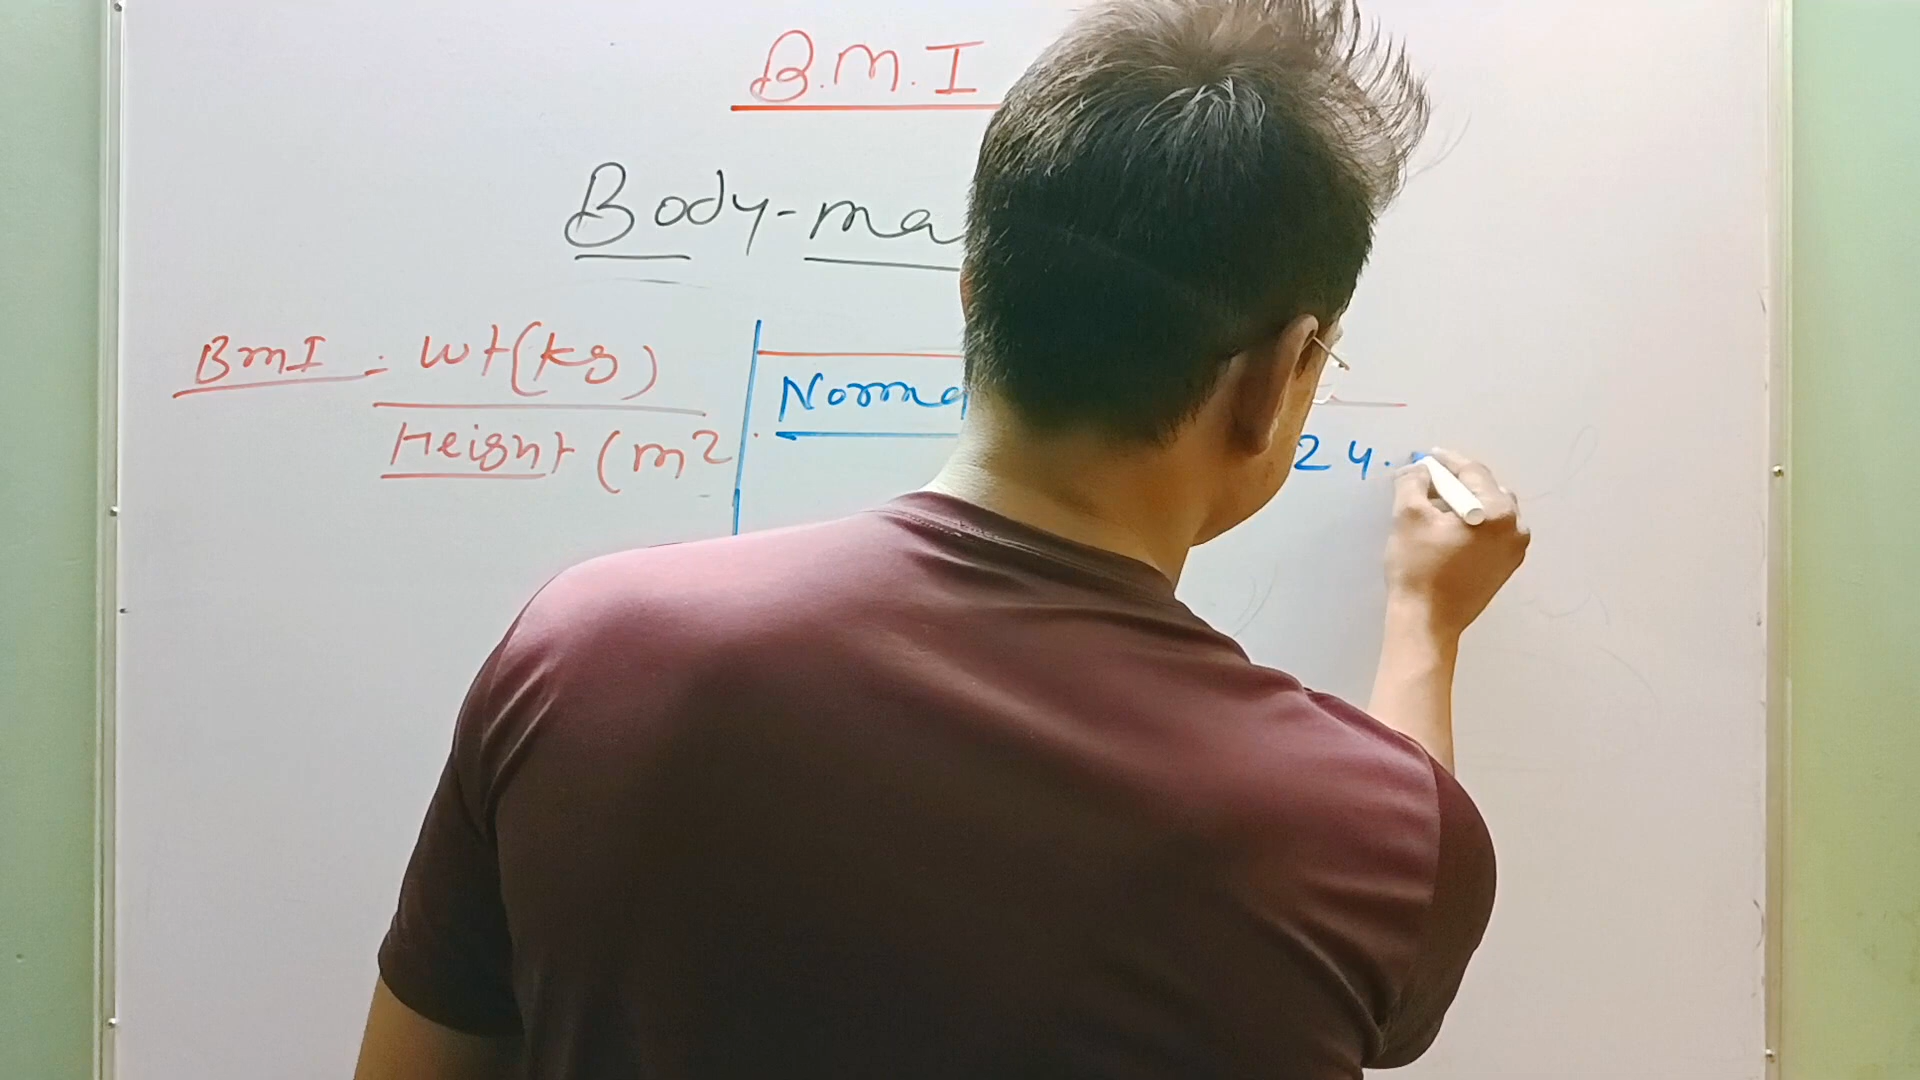 B.M.I
Body-ma
BmI = wt(kg)
Height (m2
Norma
24.